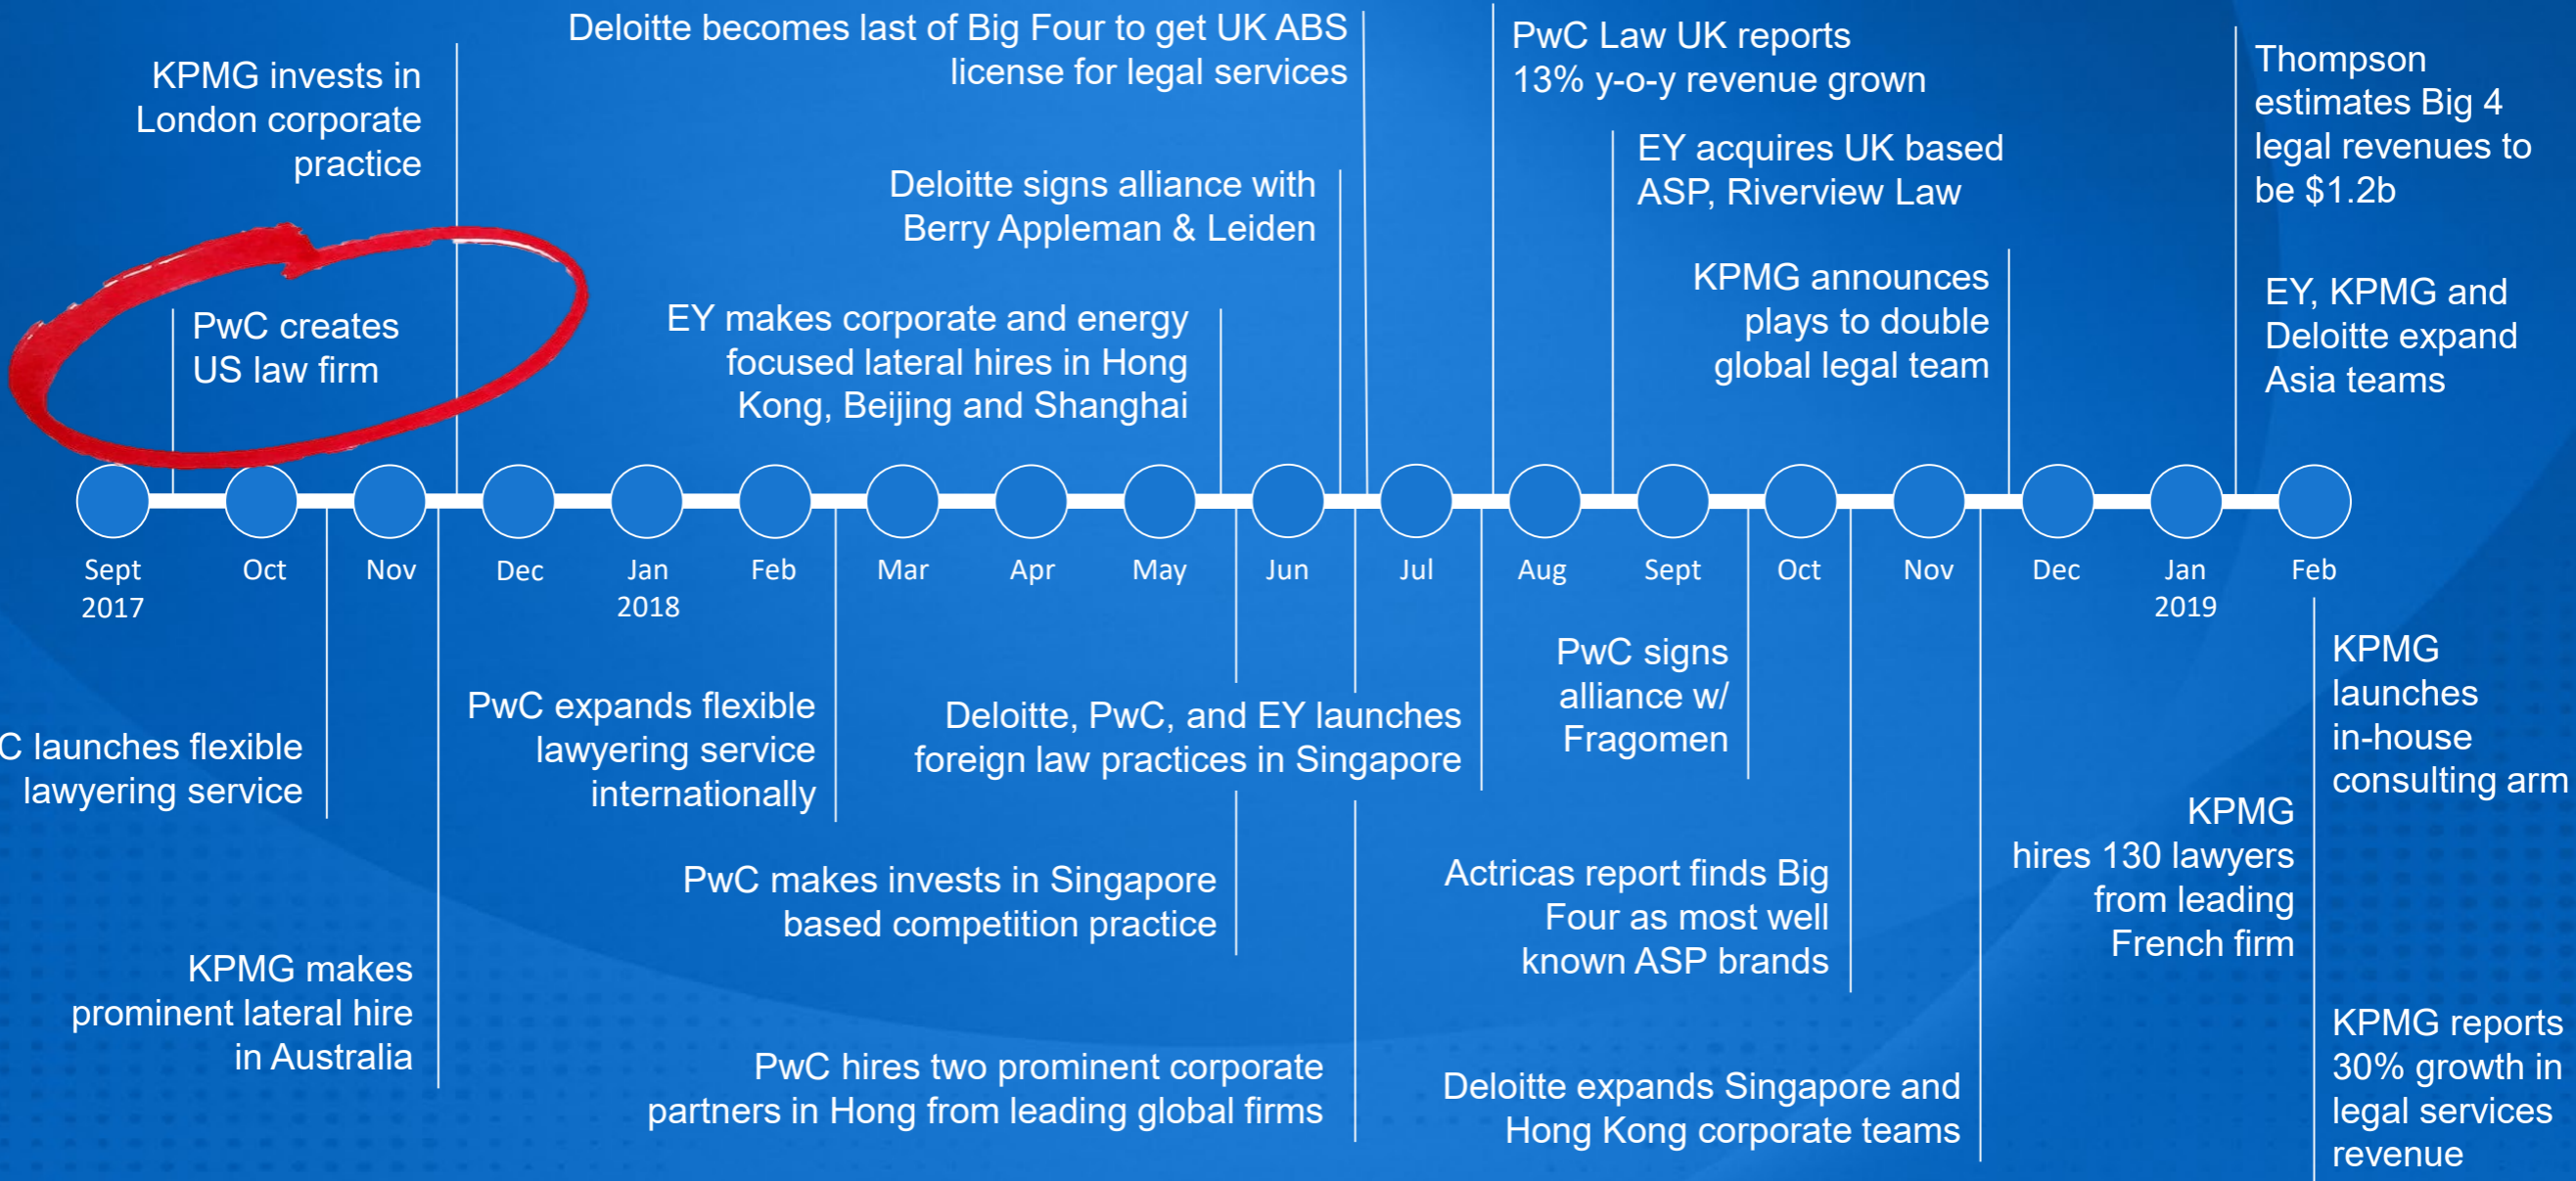 Deloitte becomes last of Big Four to get UK ABS
license for legal services
KPMG invests in
London corporate
practice
PwC Law UK reports
13% y-o-y revenue grown
Thompson
estimates Big 4
legal revenues to
be $1.2b
EY acquires UK based
ASP, Riverview Law
Deloitte signs alliance with
Berry Appleman & Leiden
KPMG announces
plays to double
global legal team
EY, KPMG and
Deloitte expand
Asia teams
PwC creates
US law firm
EY makes corporate and energy
focused lateral hires in Hong
Kong, Beijing and Shanghai
Sept
2017
Oct
Nov
Dec
Jan
2018
Feb
Mar
Apr
May
Jun
Jul
Aug
Sept
Oct
Nov
Dec
Jan
2019
Feb
C launches flexible
lawyering service
KPMG makes
prominent lateral hire
in Australia
PwC expands flexible
lawyering service
internationally
Deloitte, PwC, and EY launches
foreign law practices in Singapore
PwC makes invests in Singapore
based competition practice
PwC hires two prominent corporate
partners in Hong from leading global firms
PwC signs
alliance w/
Fragomen
Actricas report finds Big
Four as most well
known ASP brands
Deloitte expands Singapore and
Hong Kong corporate teams
KPMG
hires 130 lawyers
from leading
French firm
KPMG
launches
in-house
consulting arm
KPMG reports
30% growth in
legal services
revenue